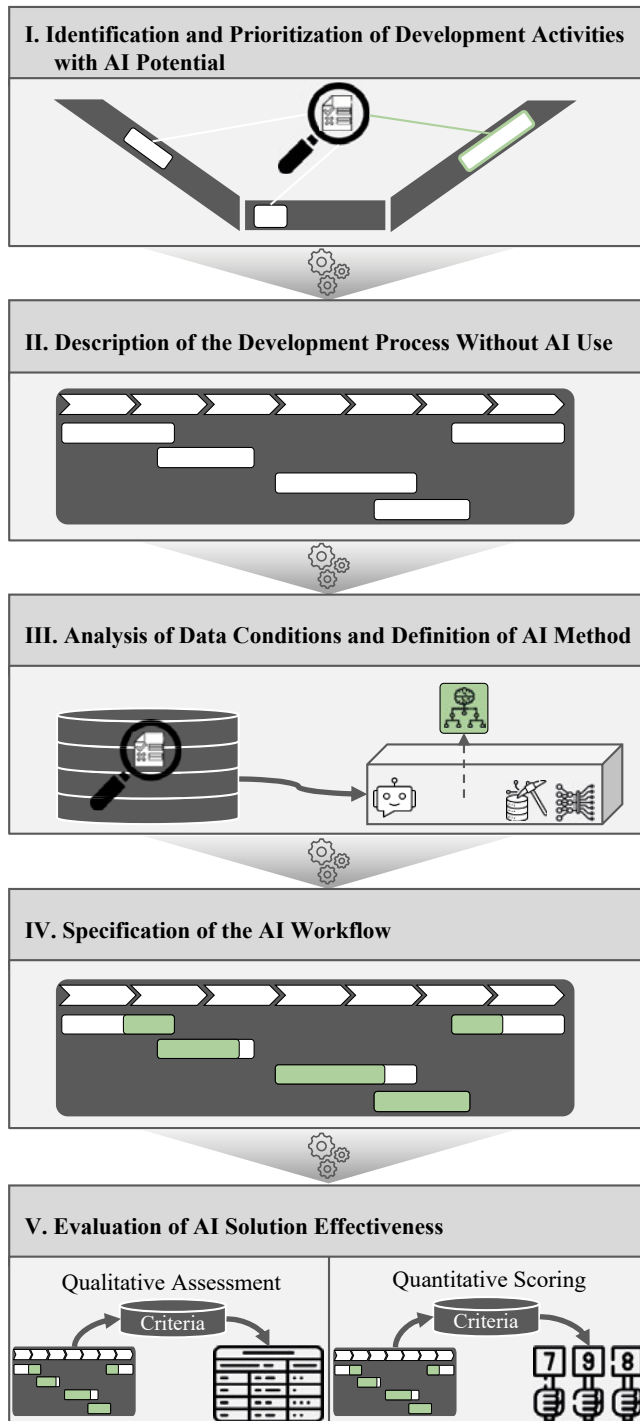 I. Identification and Prioritization of Development Activities
with AI Potential
II. Description of the Development Process Without AI Use
III. Analysis of Data Conditions and Definition of AI Method
IV. Specification of the AI Workflow
V. Evaluation of AI Solution Effectiveness
Qualitative Assessment
Criteria
Quantitative Scoring
Criteria
7 9 8